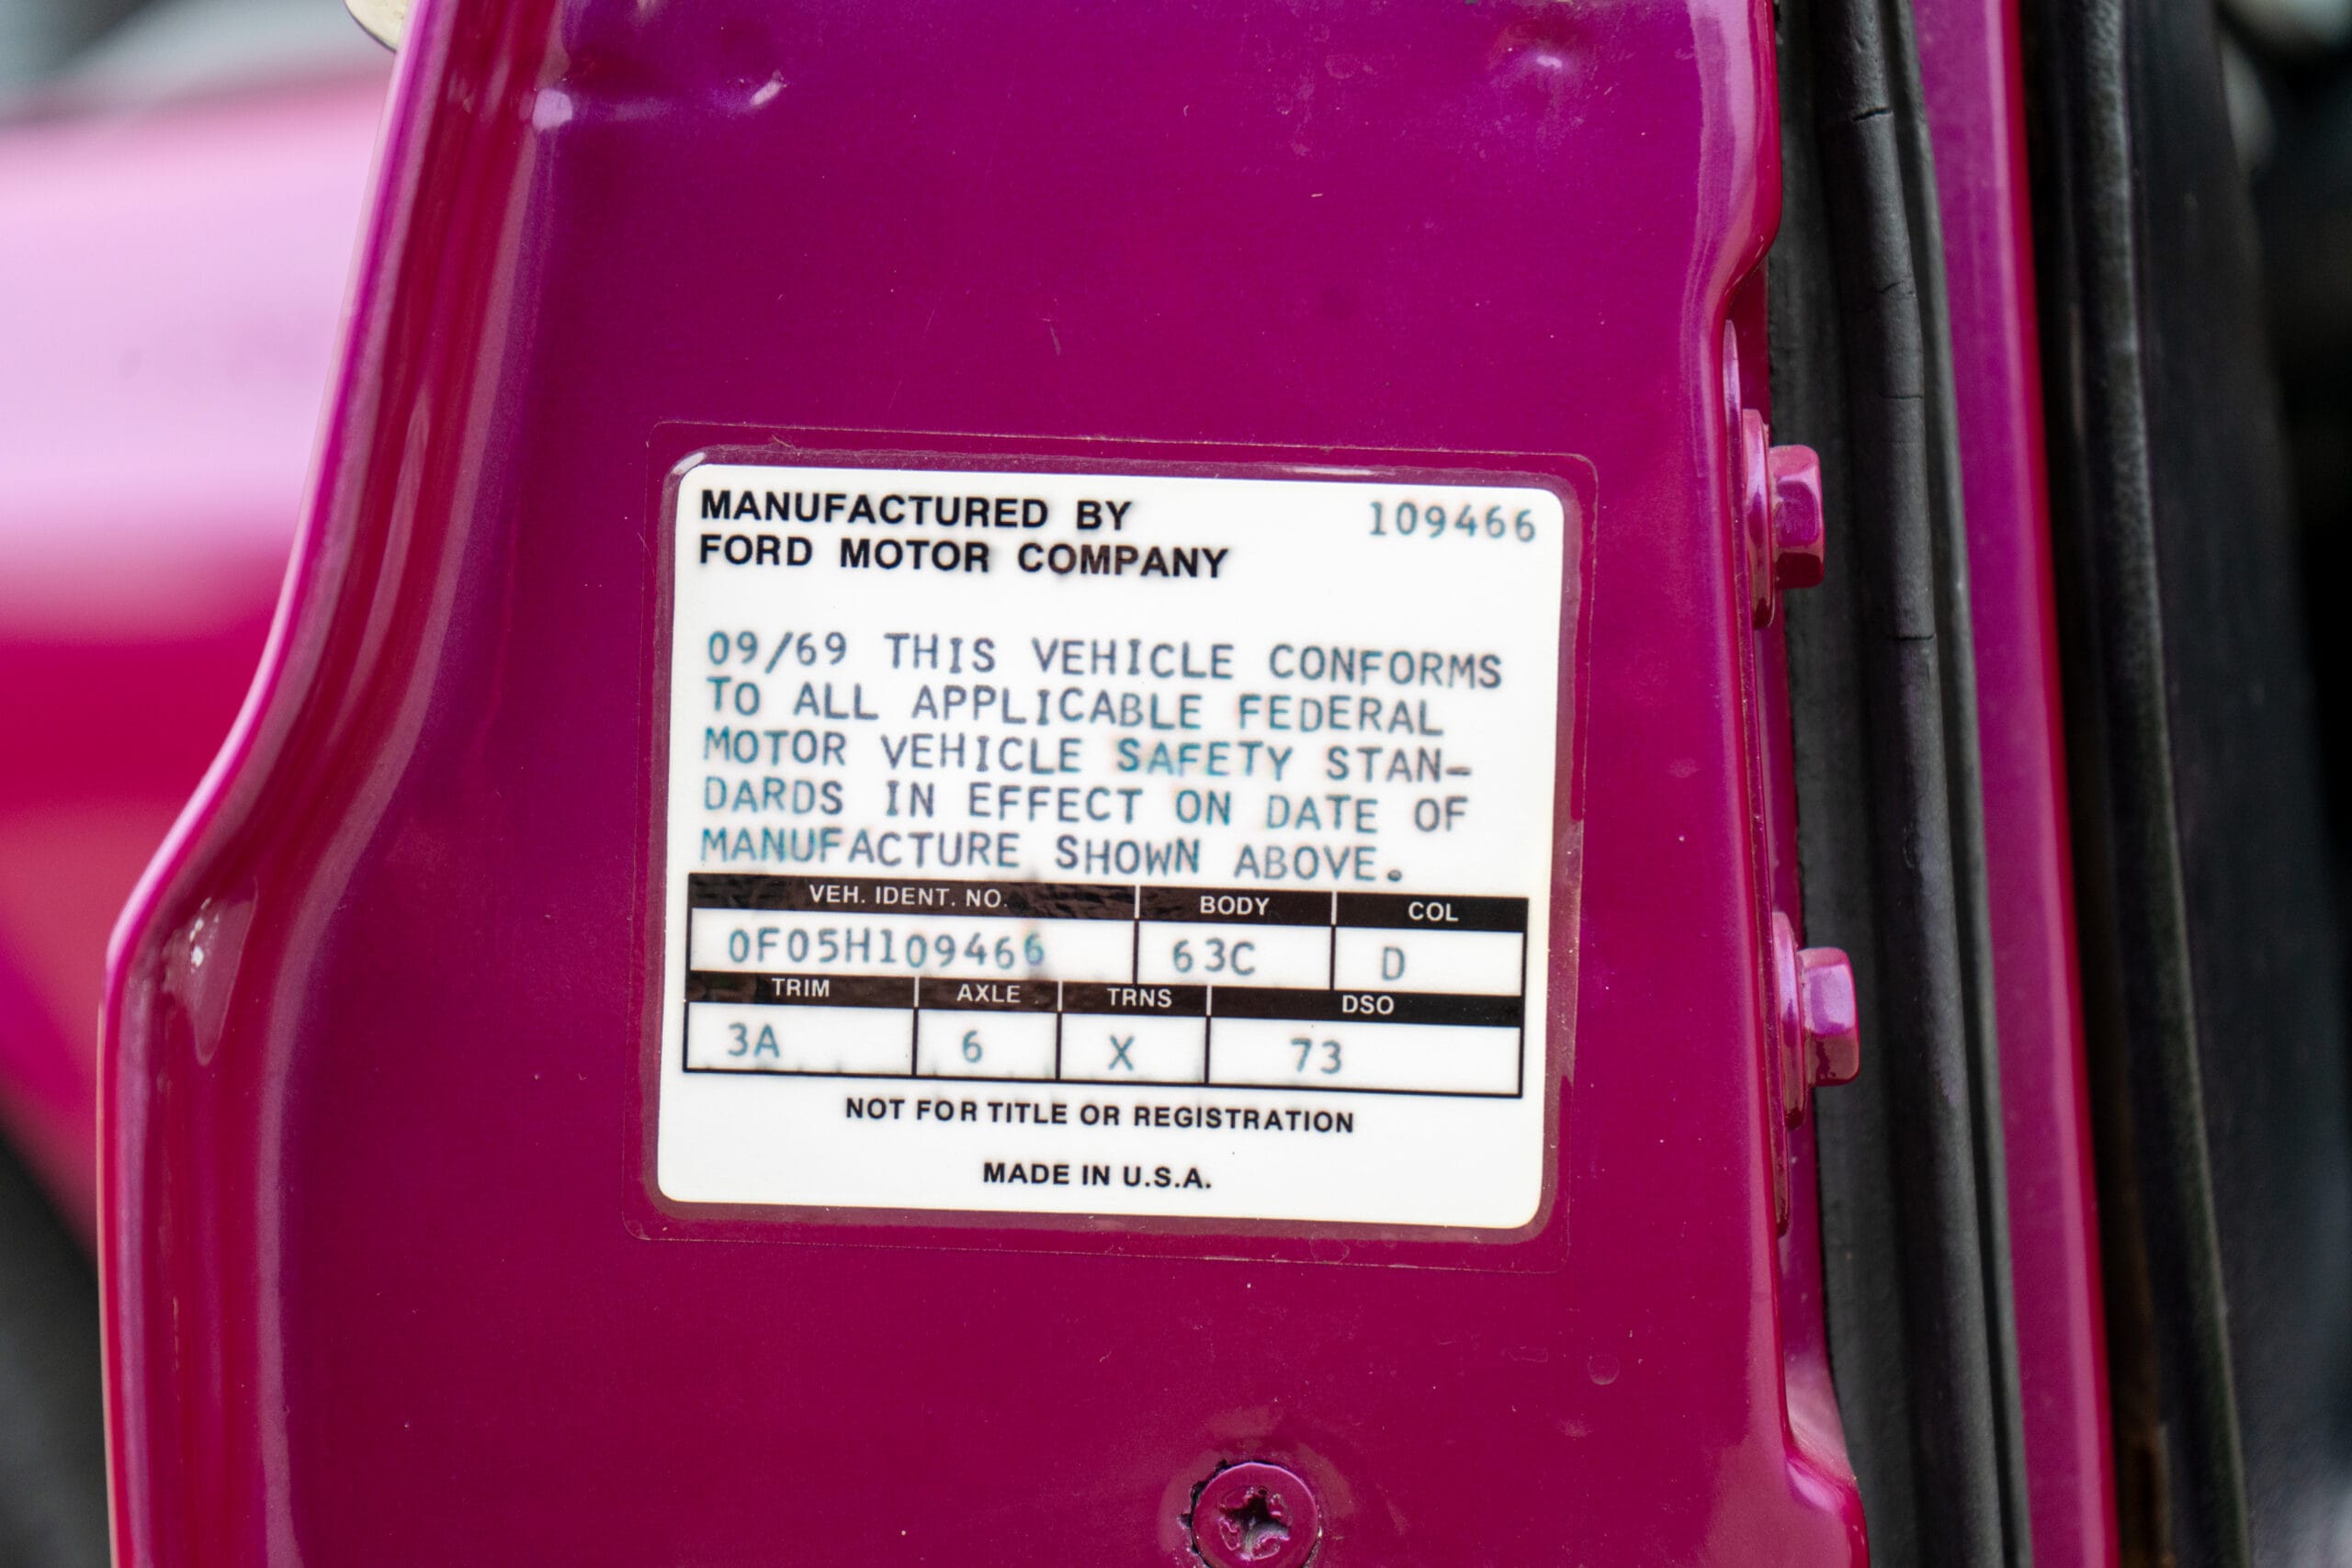 MANUFACTURED BY 109466
FORD MOTOR COMPANY
09/69 THIS VEHICLE CONFORMS
TO ALL APPLICABLE FEDERAL
MOTOR VEHICLE SAFETY STAN-
DARDS IN EFFECT ON DATE OF
MANUFACTURE SHOWN ABOVE.
VEH. IDENT. NO. BODY COL
0F05H109466 63C D
TRIM AXLE TRNS DSO
3A 6 X 73
NOT FOR TITLE OR REGISTRATION
MADE IN U.S.A.